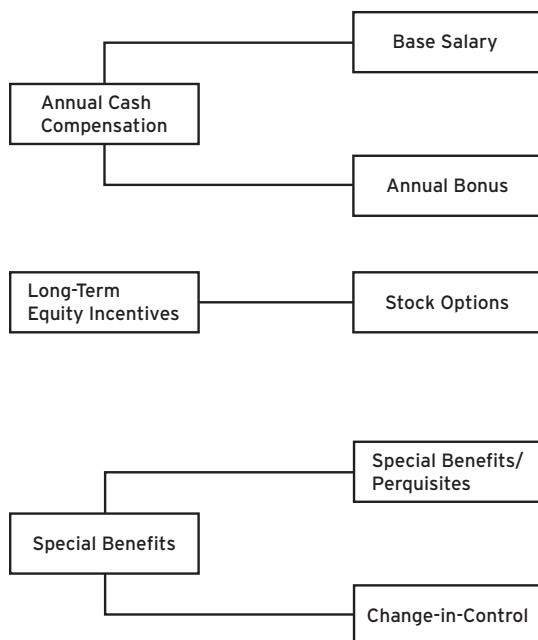 Base Salary
Annual Cash
Compensation
Annual Bonus
Long-Term
Equity Incentives
Stock Options
Special Benefits/
Perquisites
Special Benefits
Change-in-Control